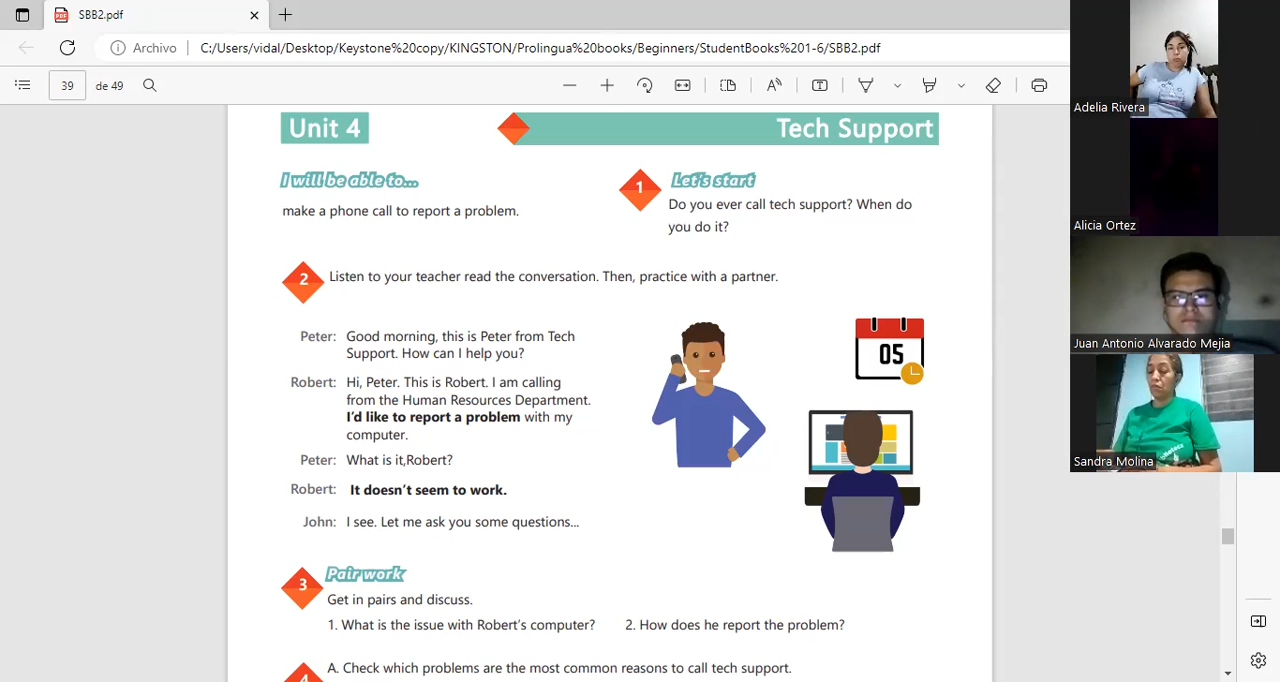 SBB2.pdf
Archivo
C:/Users/vidal/Desktop/Keystone%20copy/KINGSTON/Prolingua%20books/Beginners/StudentBooks%201-6/SBB2.pdf
39
de 49
Unit 4
Tech Support
I will be able to...
make a phone call to report a problem.
1
Let's start
Do you ever call tech support? When do
you do it?
2
Listen to your teacher read the conversation. Then, practice with a partner.
Peter: Good morning, this is Peter from Tech
Support. How can I help you?
Robert: Hi, Peter. This is Robert. I am calling
from the Human Resources Department.
I'd like to report a problem with my
computer.
Peter: What is it,Robert?
Robert: It doesn't seem to work.
John: I see. Let me ask you some questions...
05
3
Pair work
Get in pairs and discuss.
1. What is the issue with Robert's computer? 2. How does he report the problem?
4
A. Check which problems are the most common reasons to call tech support.
Adelia Rivera
Alicia Ortez
Juan Antonio Alvarado Mejia
Sandra Molina